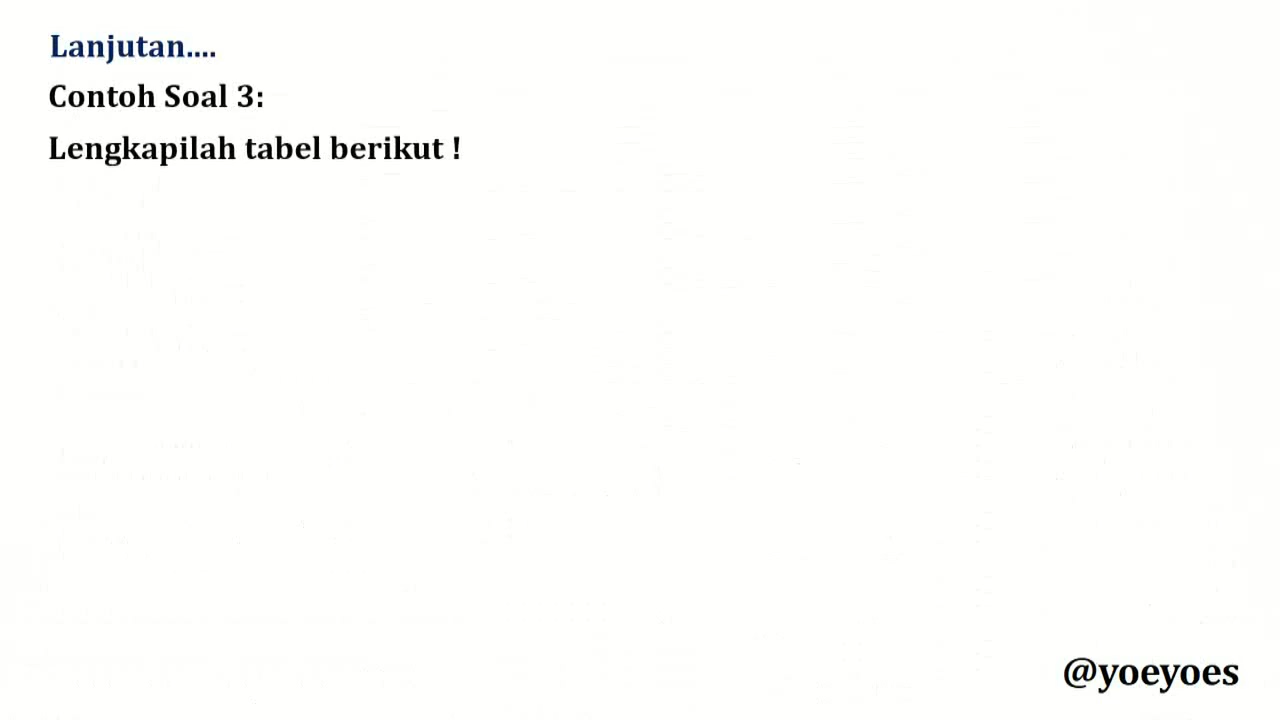 Lanjutan....
Contoh Soal 3:
Lengkapilah tabel berikut !
@yoeyoes